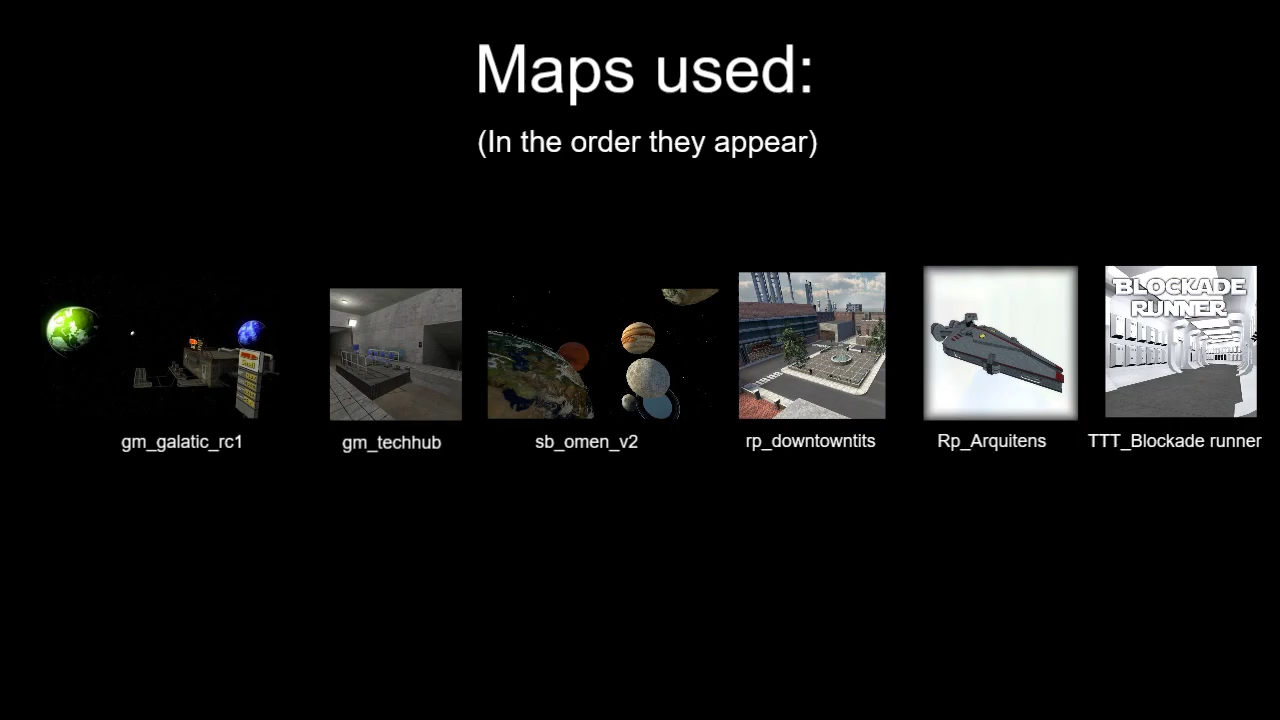 Maps used:
(In the order they appear)
BLOCKADE
RUNNER
gm_galatic_rc1
gm_techhub
sb_omen_v2
rp_downtowntits
Rp_Arquitens
TTT_Blockade runner